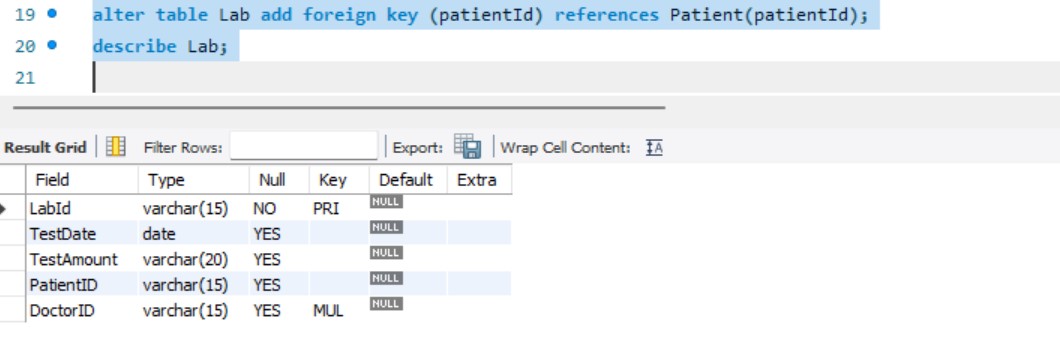 19 alter table Lab add foreign key (patientId) references Patient(patientId);
20 describe Lab;
21
Result Grid Filter Rows: Export: Wrap Cell Content: IA
Field Type Null Key Default Extra
LabId varchar(15) NO PRI NULL
TestDate date YES NULL
TestAmount varchar(20) YES NULL
PatientID varchar(15) YES NULL
DoctorID varchar(15) YES MUL NULL